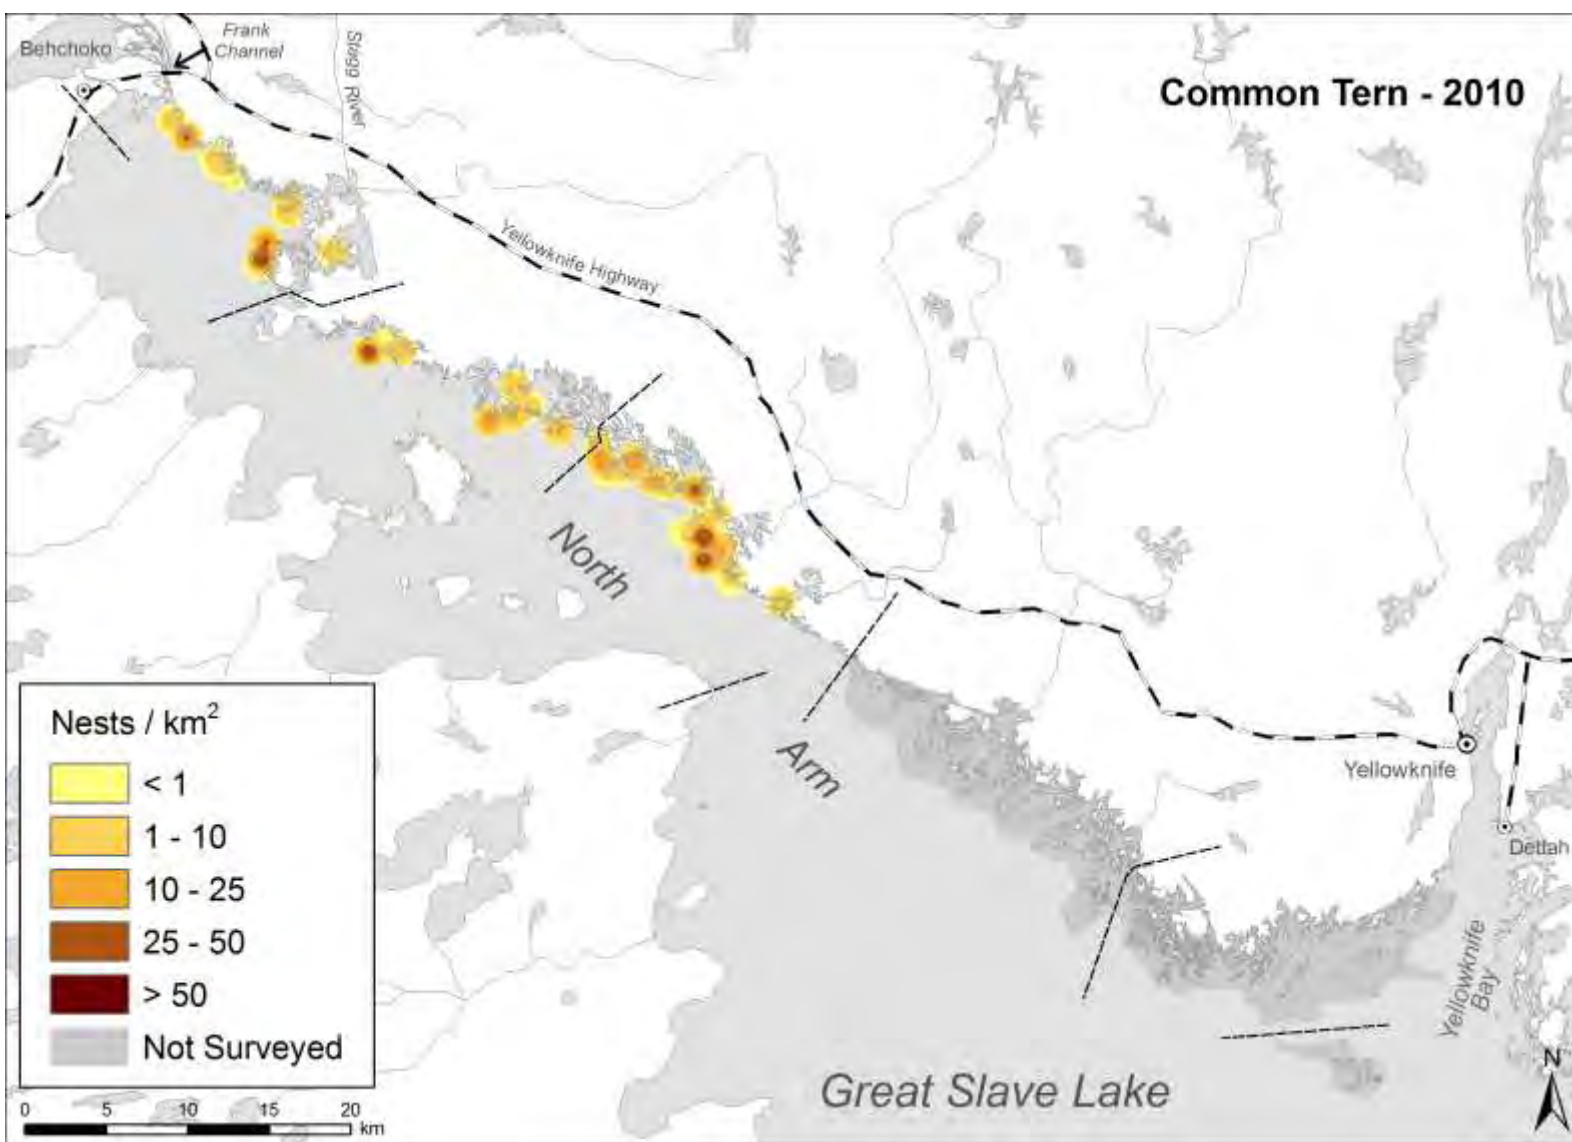 Frank
Channel
Behchoko
Stagg River
Common Tern - 2010
Yellowknife Highway
North
Arm
Yellowknife
Dettah
Yellowknife
Bay
Great Slave Lake
N
Nests / km²
< 1
1 - 10
10 - 25
25 - 50
> 50
Not Surveyed
0 5 10 15 20
km